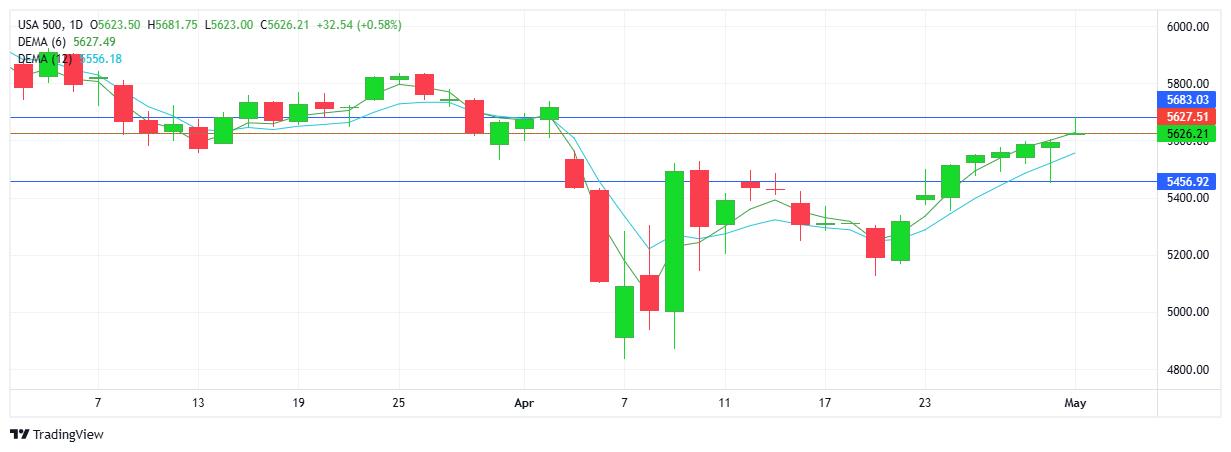 USA 500, 1D O5623.50 H5681.75 L5623.00 C5626.21 +32.54 (+0.58%)
DEMA (6) 5627.49
DEMA (12) 5556.18
6000.00
5800.00
5683.03
5627.51
5626.21
5600.00
5456.92
5400.00
5200.00
5000.00
4800.00
7 13 19 25 Apr 7 11 17 23 May
TradingView